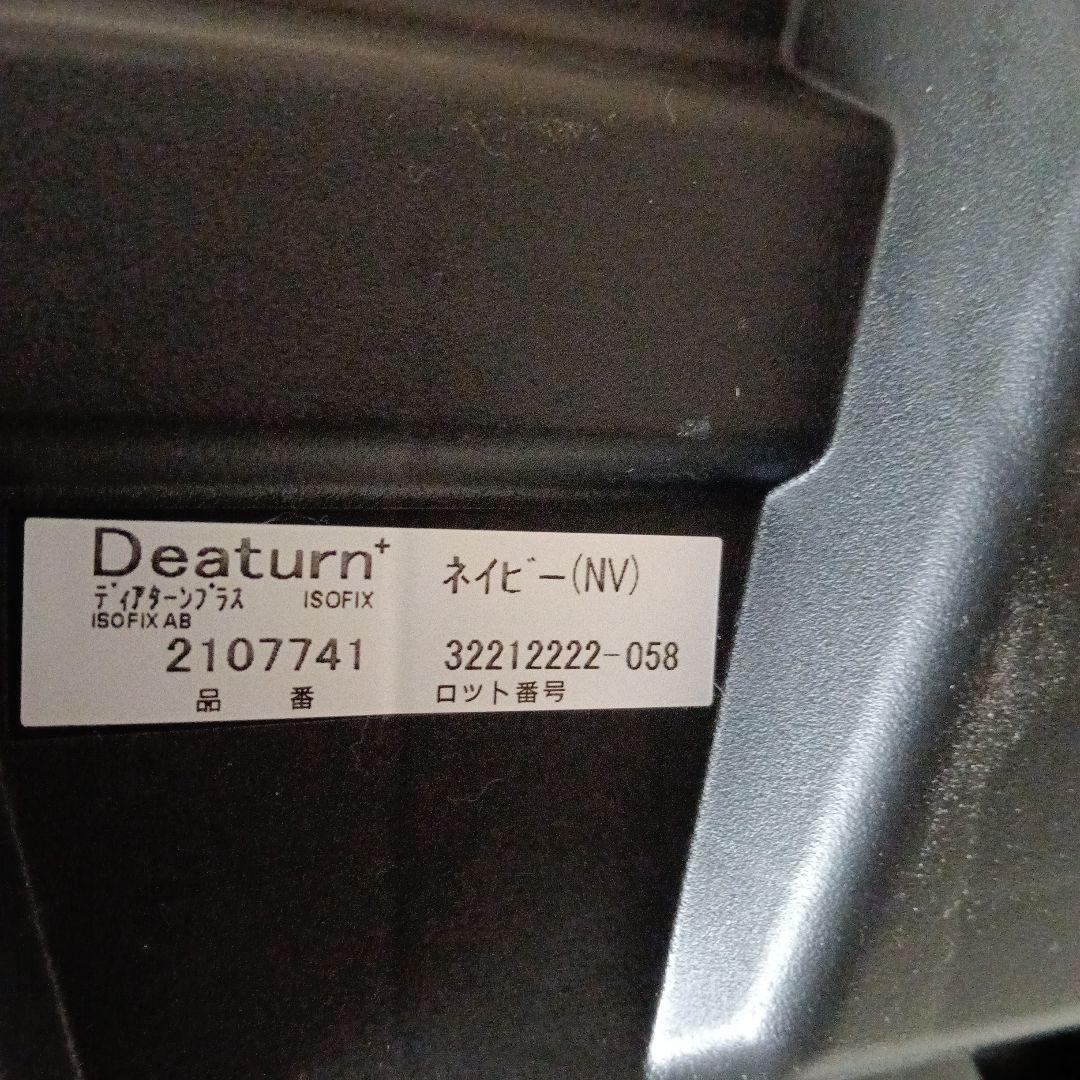 Deaturn+
ディアターンプラス ISOFIX
ISOFIX AB
2107741
品番
ネイビー(NV)
32212222-058
ロット番号